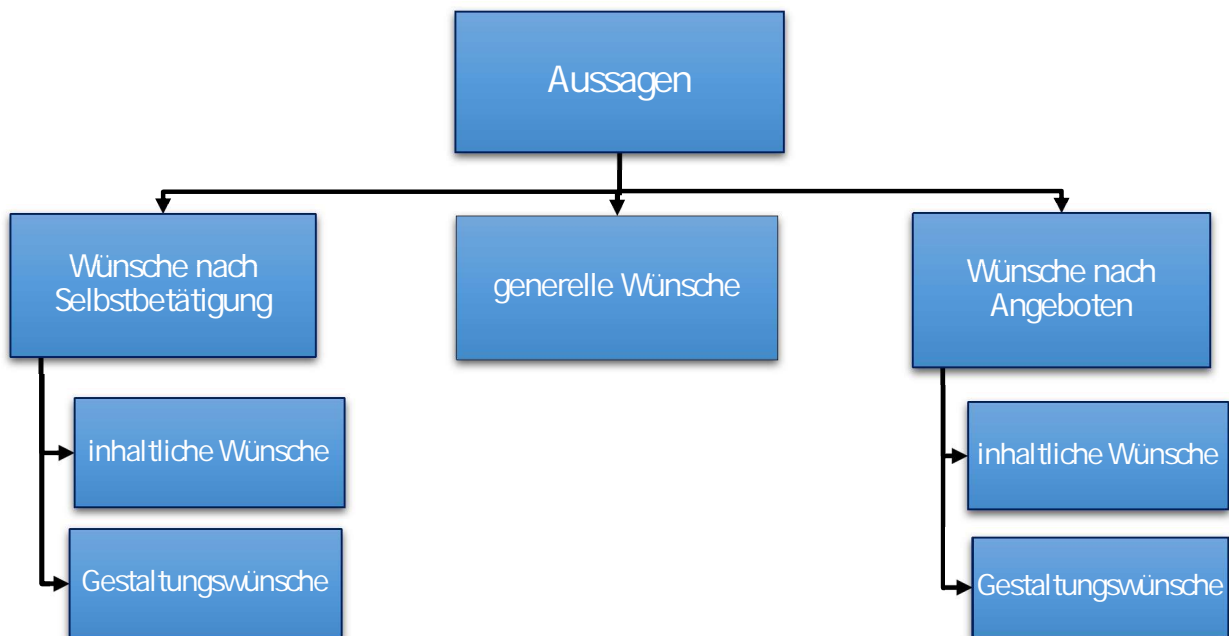 Aussagen
Wünsche nach
Selbstbetätigung
generelle Wünsche
Wünsche nach
Angeboten
inhaltliche Wünsche
Gestaltungswünsche
inhaltliche Wünsche
Gestaltungswünsche